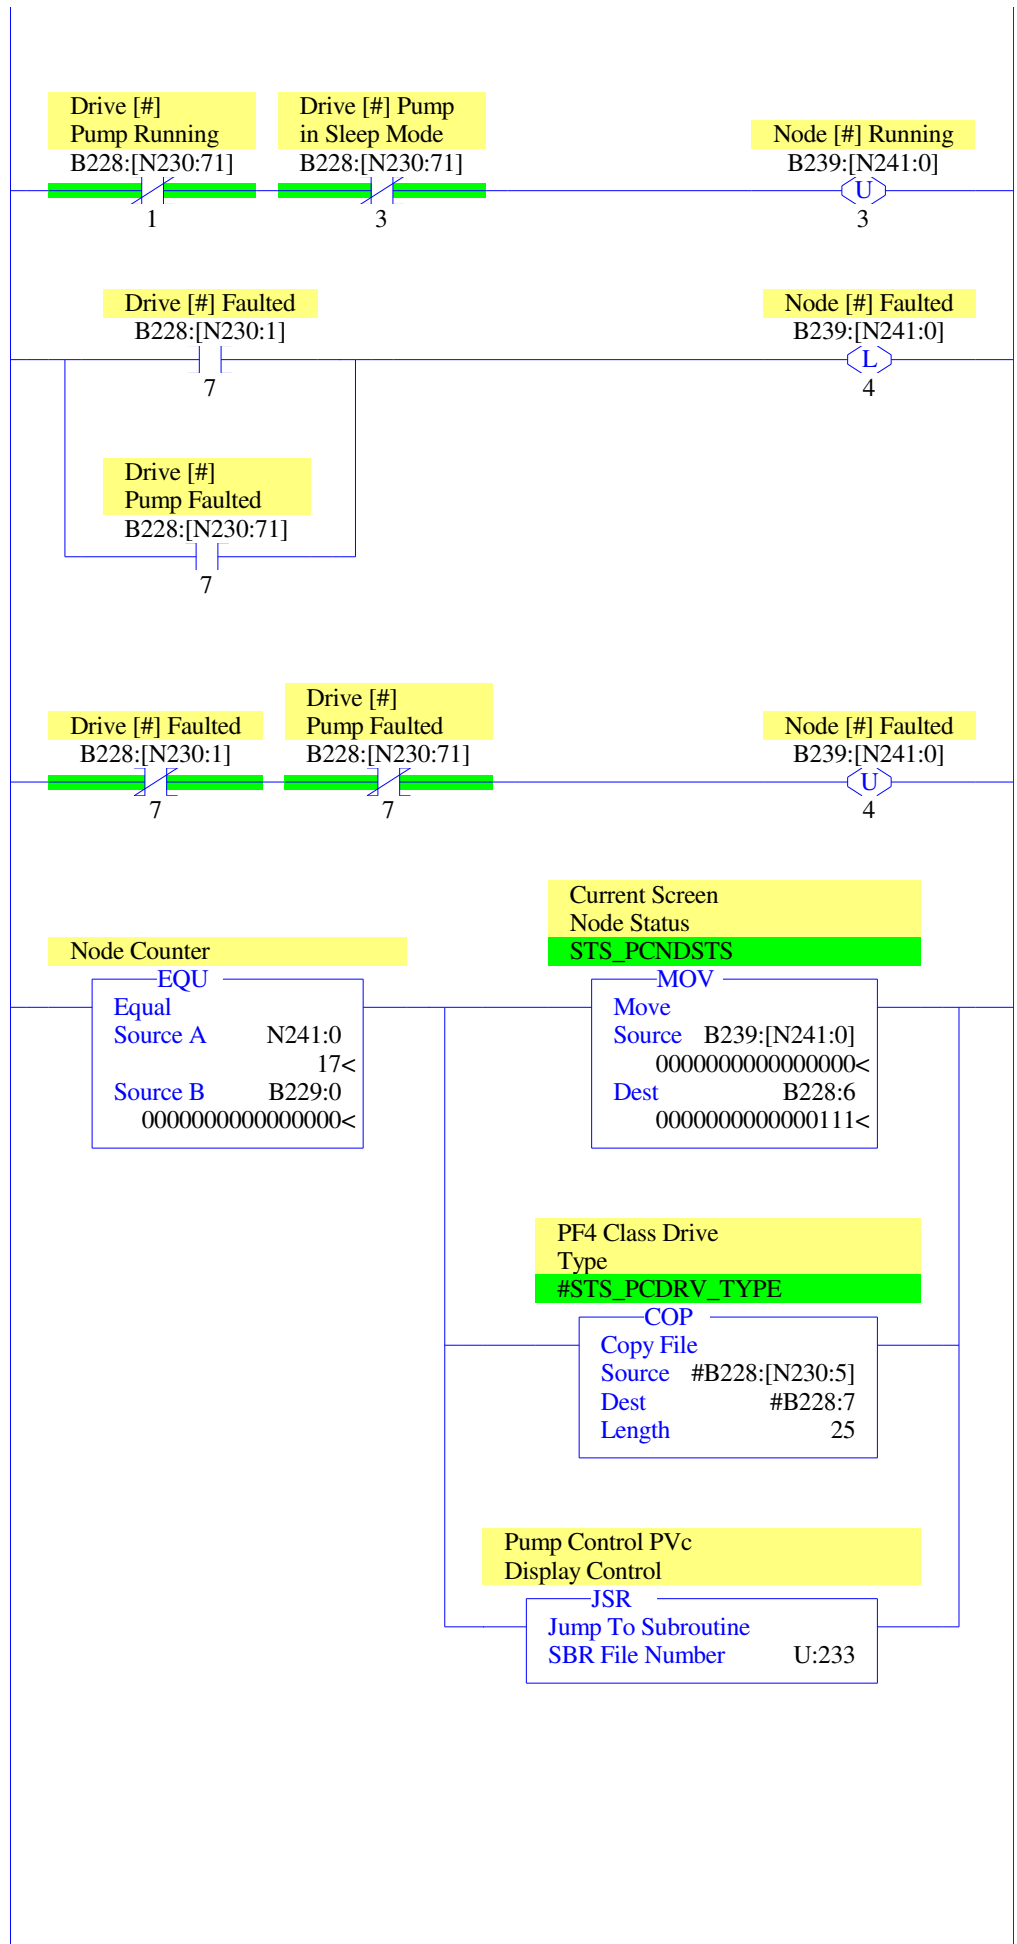 Drive [#]
Pump Running
B228:[N230:71]
1
Drive [#] Pump
in Sleep Mode
B228:[N230:71]
3
Node [#] Running
B239:[N241:0]
U
3
Drive [#] Faulted
B228:[N230:1]
7
Node [#] Faulted
B239:[N241:0]
L
4
Drive [#]
Pump Faulted
B228:[N230:71]
7
Drive [#] Faulted
B228:[N230:1]
7
Drive [#]
Pump Faulted
B228:[N230:71]
7
Node [#] Faulted
B239:[N241:0]
U
4
Node Counter
EQU
Equal
Source A N241:0
17<
Source B B229:0
0000000000000000<
Current Screen
Node Status
STS_PCNDSTS
MOV
Move
Source B239:[N241:0]
0000000000000000<
Dest B228:6
0000000000000111<
PF4 Class Drive
Type
#STS_PCDRV_TYPE
COP
Copy File
Source #B228:[N230:5]
Dest #B228:7
Length 25
Pump Control PVc
Display Control
JSR
Jump To Subroutine
SBR File Number U:233